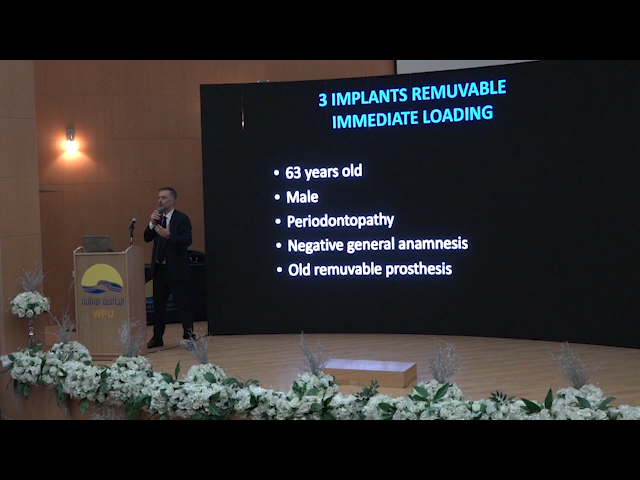 3 IMPLANTS REMUVABLE
IMMEDIATE LOADING
• 63 years old
• Male
• Periodontopathy
• Negative general anamnesis
• Old remuvable prosthesis
WPU